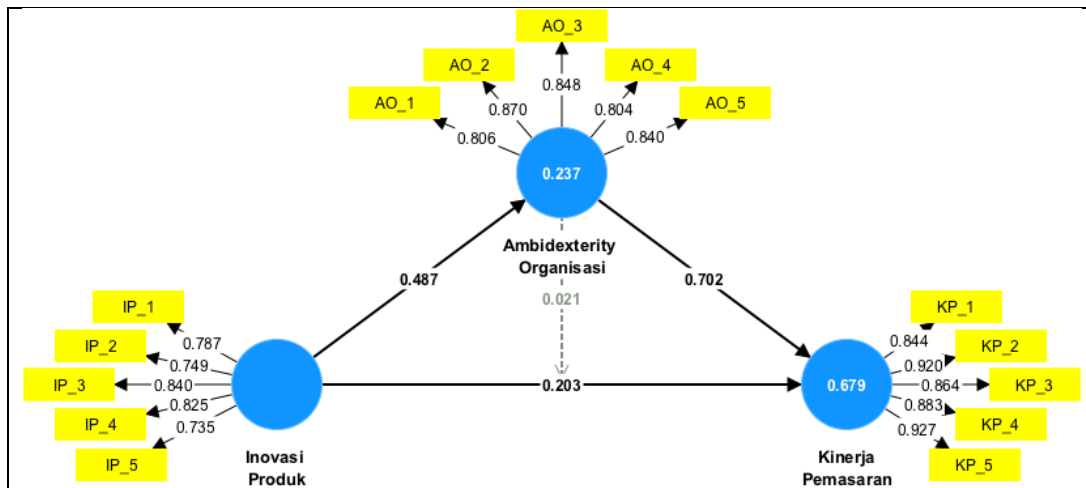 AO_3
AO_2
AO_4
AO_1
AO_5
0.848
0.870
0.804
0.806
0.840
0.237
Ambidexterity
Organisasi
0.487
0.702
0.021
IP_1
IP_2
IP_3
IP_4
IP_5
0.787
0.749
0.840
0.825
0.735
Inovasi
Produk
0.203
0.679
Kinerja
Pemasaran
0.844
0.920
0.864
0.883
0.927
KP_1
KP_2
KP_3
KP_4
KP_5